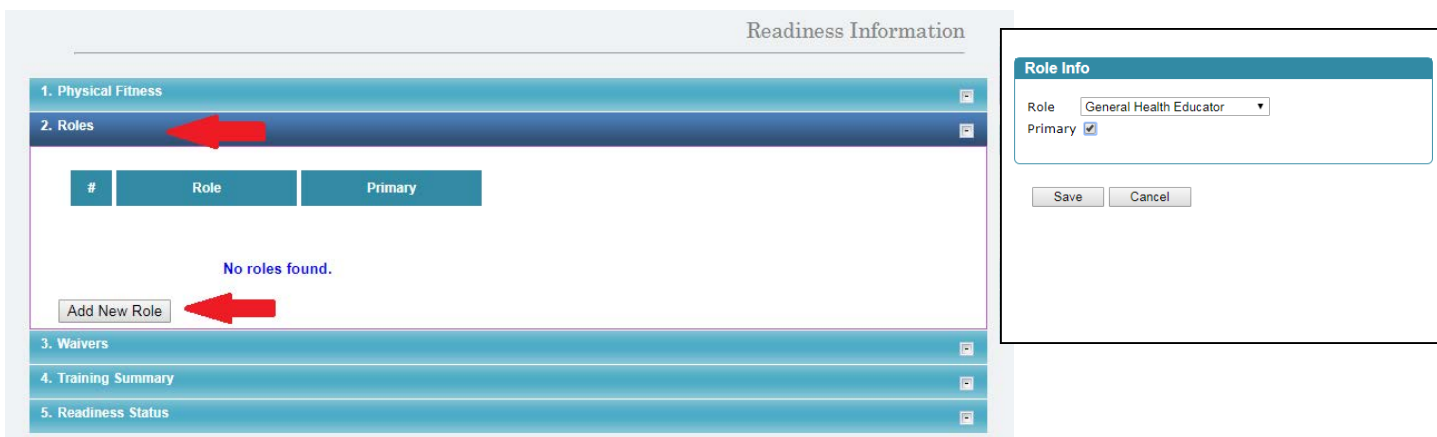 Readiness Information
1. Physical Fitness
2. Roles
# Role Primary
No roles found.
Add New Role
3. Waivers
4. Training Summary
5. Readiness Status
Role Info
Role General Health Educator
Primary
Save Cancel